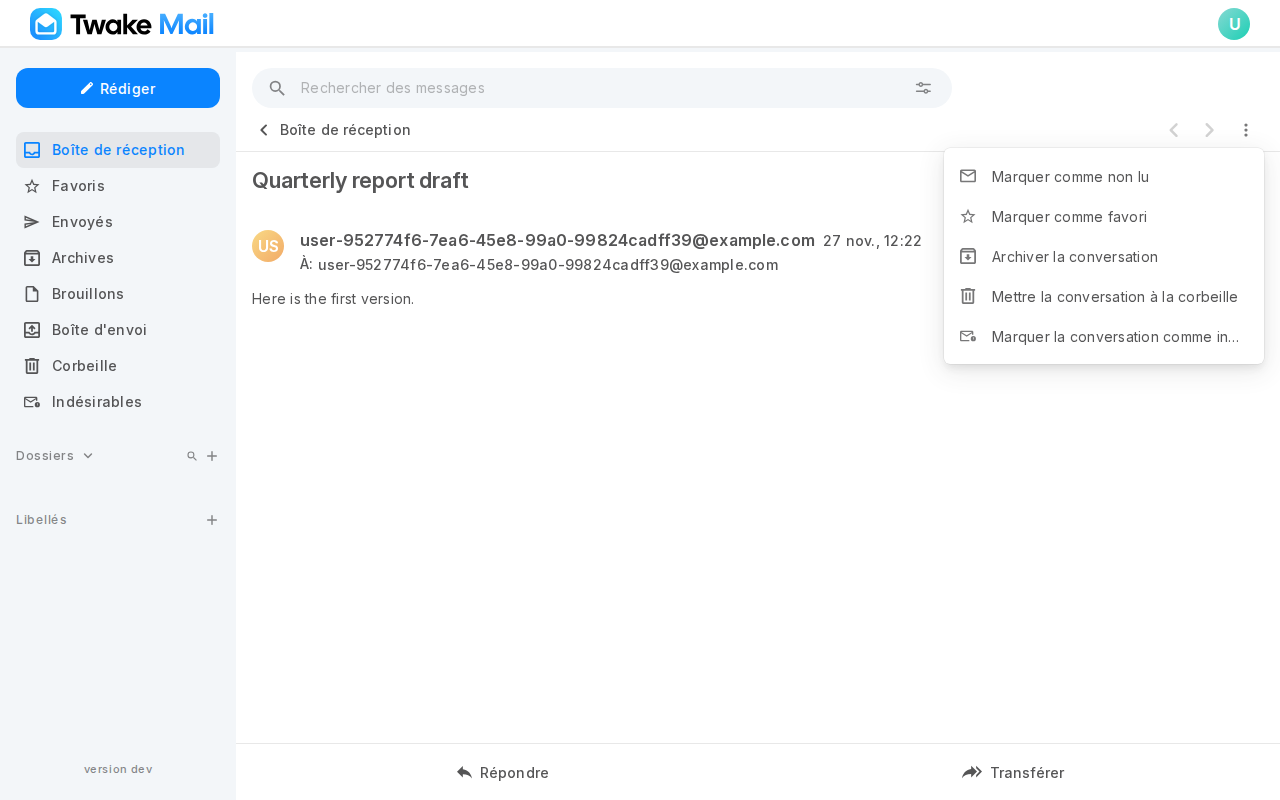 Twake Mail
U
Rédiger
Rechercher des messages
Boîte de réception
Boîte de réception
Favoris
Envoyés
Archives
Brouillons
Boîte d'envoi
Corbeille
Indésirables
Dossiers
Libellés
version dev
Quarterly report draft
US
user-952774f6-7ea6-45e8-99a0-99824cadff39@example.com 27 nov., 12:22
À: user-952774f6-7ea6-45e8-99a0-99824cadff39@example.com
Here is the first version.
Marquer comme non lu
Marquer comme favori
Archiver la conversation
Mettre la conversation à la corbeille
Marquer la conversation comme in...
Répondre
Transférer